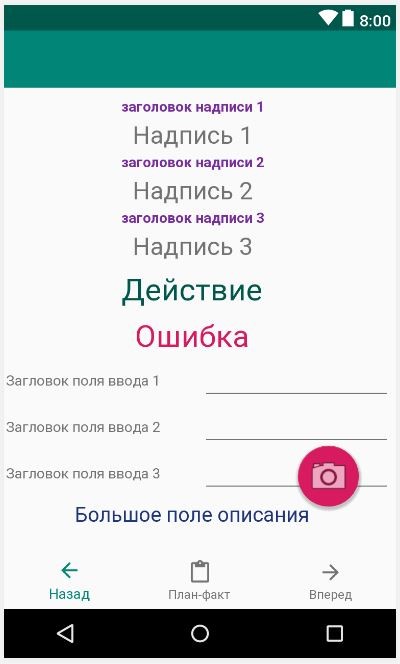 8:00
заголовок надписи 1
Надпись 1
заголовок надписи 2
Надпись 2
заголовок надписи 3
Надпись 3
Действие
Ошибка
Загловок поля ввода 1
Загловок поля ввода 2
Загловок поля ввода 3
Большое поле описания
Назад План-факт Вперед